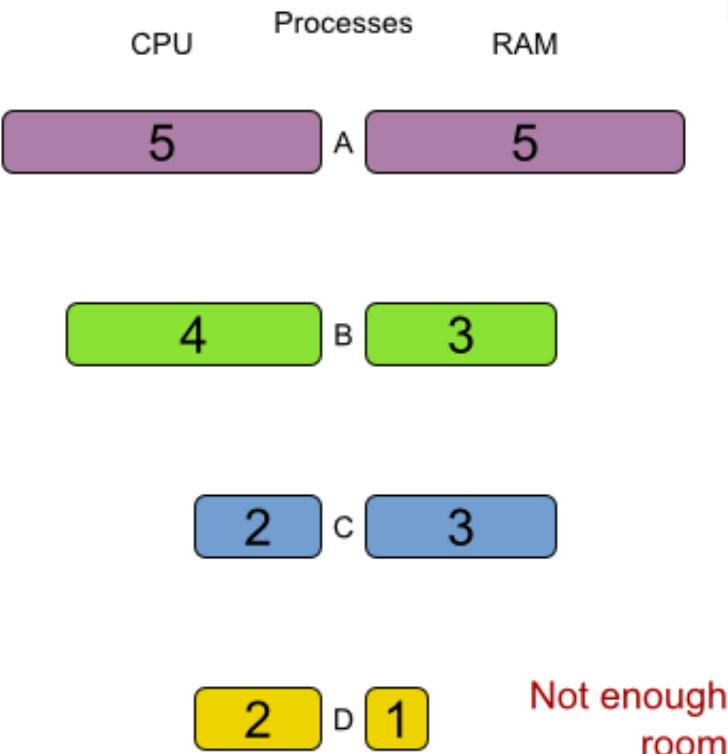 Processes
CPU RAM
5 A 5
4 B 3
2 C 3
2 D 1
Not enough
room